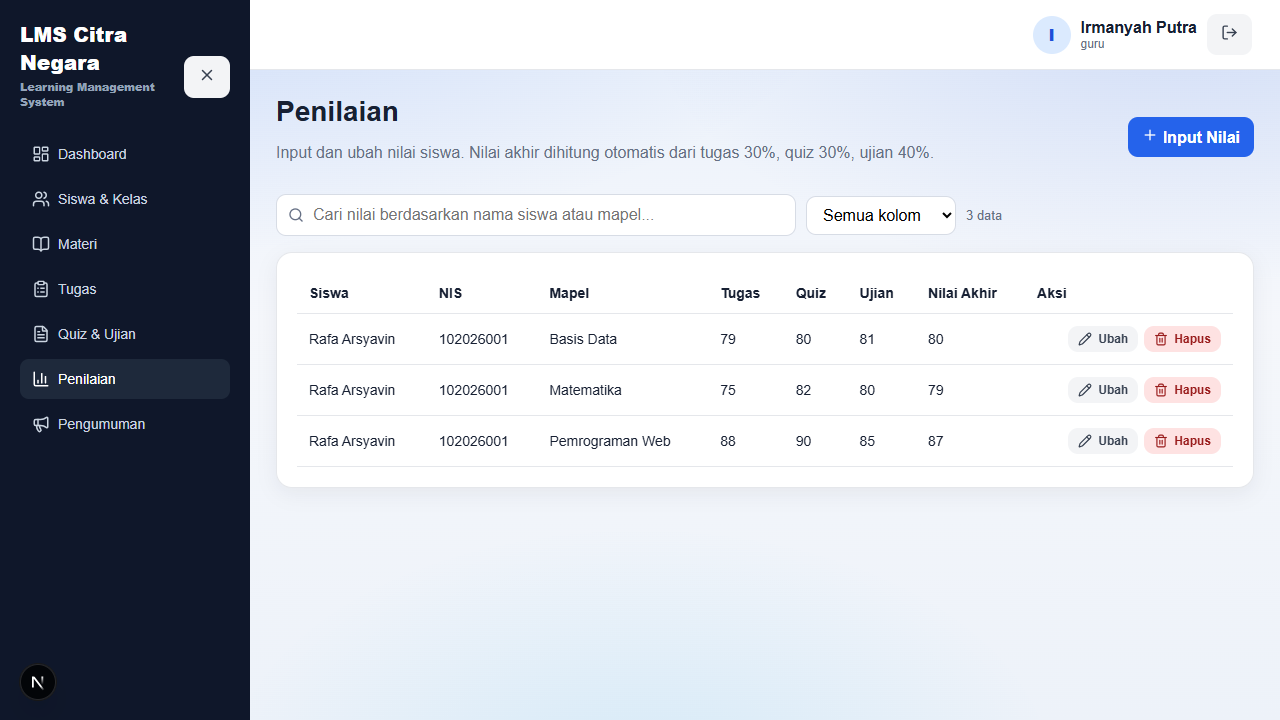 LMS Citra
Negara
Learning Management
System
Dashboard
Siswa & Kelas
Materi
Tugas
Quiz & Ujian
Penilaian
Pengumuman
N
I
Irmanyah Putra
guru
Penilaian
Input dan ubah nilai siswa. Nilai akhir dihitung otomatis dari tugas 30%, quiz 30%, ujian 40%.
+ Input Nilai
Cari nilai berdasarkan nama siswa atau mapel...
Semua kolom
3 data
Siswa NIS Mapel Tugas Quiz Ujian Nilai Akhir Aksi
Rafa Arsyavin 102026001 Basis Data 79 80 81 80 Ubah Hapus
Rafa Arsyavin 102026001 Matematika 75 82 80 79 Ubah Hapus
Rafa Arsyavin 102026001 Pemrograman Web 88 90 85 87 Ubah Hapus